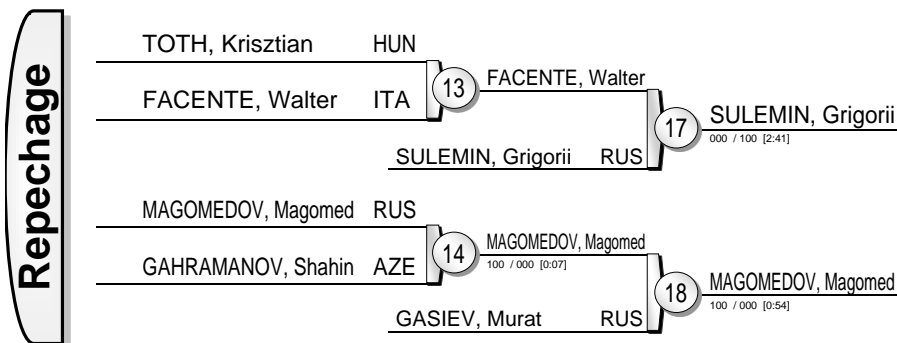 Repechage
TOTH, Krisztian HUN
13
FACENTE, Walter
FACENTE, Walter ITA
17
SULEMIN, Grigorii
000 / 100 [2:41]
SULEMIN, Grigorii RUS
MAGOMEDOV, Magomed RUS
14
MAGOMEDOV, Magomed
100 / 000 [0:07]
GAHRAMANOV, Shahin AZE
18
MAGOMEDOV, Magomed
100 / 000 [0:54]
GASIEV, Murat RUS